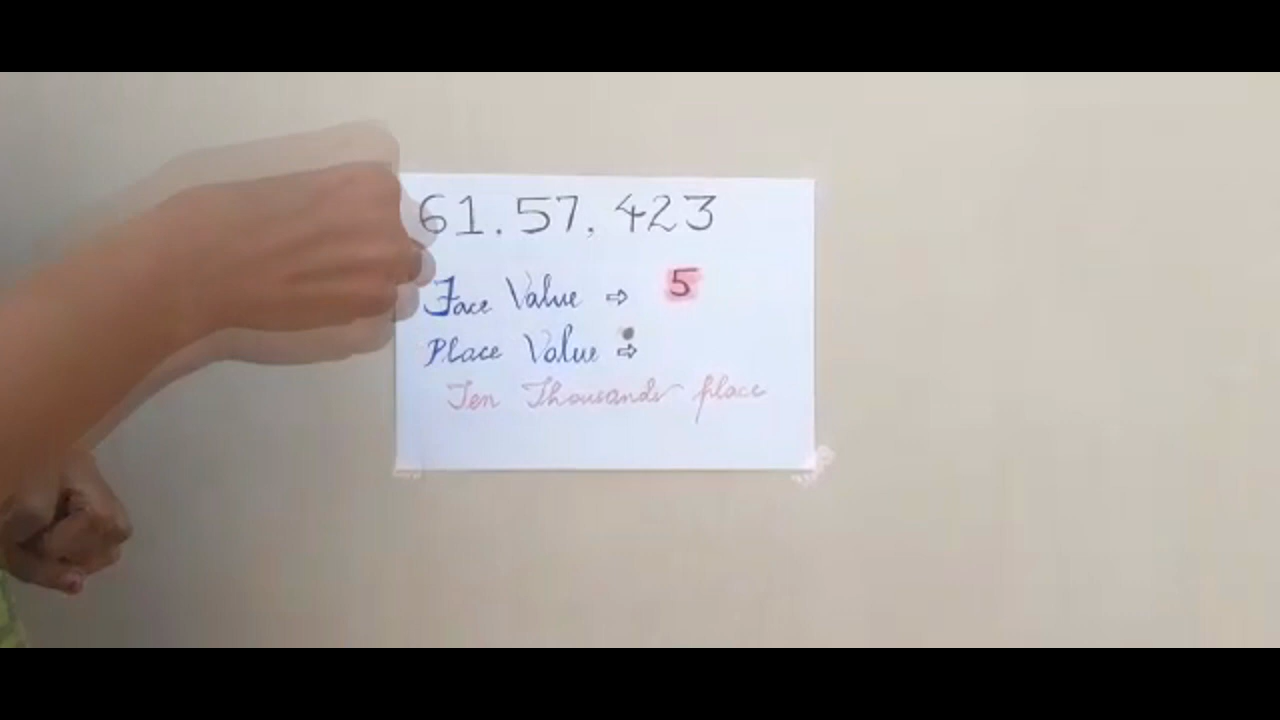 61.57,423
Face Value ⇨ 5
Place Value ⇨
Ten Thousands place